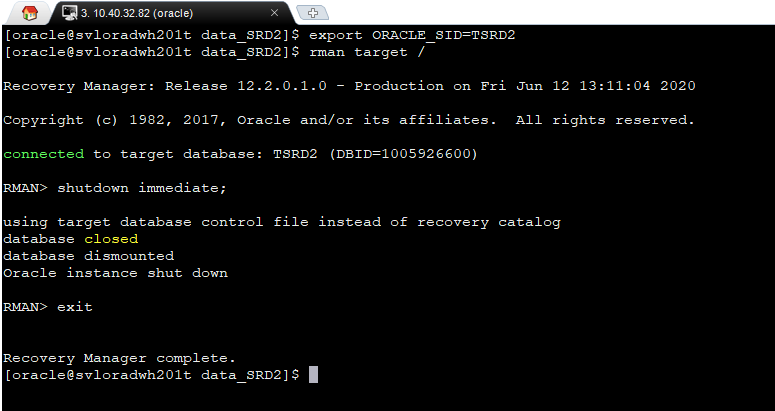 3. 10.40.32.82 (oracle)
[oracle@svloradwh201t data_SRD2]$ export ORACLE_SID=TSRD2
[oracle@svloradwh201t data_SRD2]$ rman target /
Recovery Manager: Release 12.2.0.1.0 - Production on Fri Jun 12 13:11:04 2020
Copyright (c) 1982, 2017, Oracle and/or its affiliates.  All rights reserved.
connected to target database: TSRD2 (DBID=1005926600)
RMAN> shutdown immediate;
using target database control file instead of recovery catalog
database closed
database dismounted
Oracle instance shut down
RMAN> exit
Recovery Manager complete.
[oracle@svloradwh201t data_SRD2]$